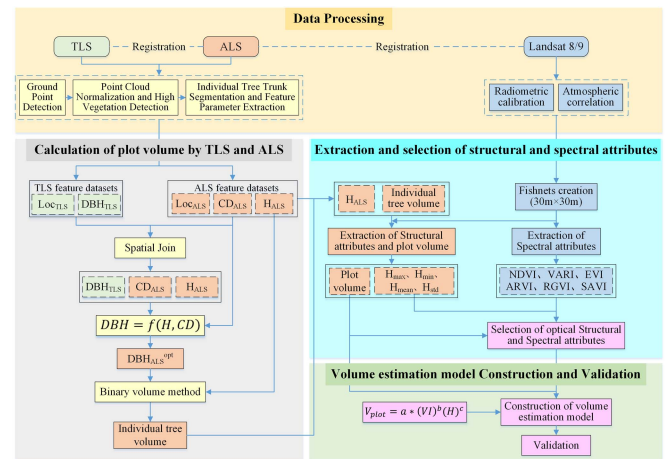 Data Processing
TLS
Registration
ALS
Registration
Landsat 8/9
Ground
Point
Detection
Point Cloud
Normalization and High
Vegetation Detection
Individual Tree Trunk
Segmentation and Feature
Parameter Extraction
Radiometric
calibration
Atmospheric
correlation
Calculation of plot volume by TLS and ALS
TLS feature datasets
Loc_TLS
DBH_TLS
ALS feature datasets
Loc_ALS
CD_ALS
H_ALS
Spatial Join
DBH_TLS
CD_ALS
H_ALS
DBH = f(H, CD)
DBH_ALS^opt
Binary volume method
Individual tree
volume
Extraction and selection of structural and spectral attributes
H_ALS
Individual
tree volume
Fishnets creation
(30m×30m)
Extraction of Structural
attributes and plot volume
Extraction of
Spectral attributes
Plot
volume
H_max、H_min、
H_mean、H_std
NDVI、VARI、EVI
ARVI、RGVI、SAVI
Selection of optical Structural
and Spectral attributes
Volume estimation model Construction and Validation
V_plot = a * (VI)^b(H)^c
Construction of volume
estimation model
Validation